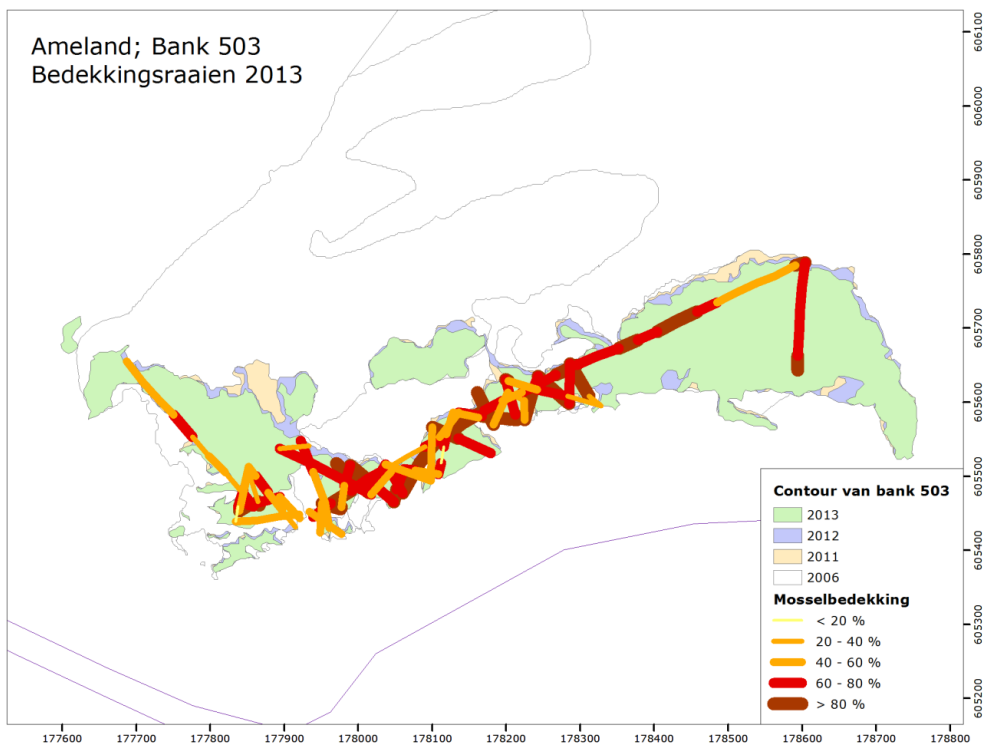 Ameland; Bank 503
Bedekkingsraaien 2013
606100
606000
605900
605800
605700
605600
605500
605400
605300
605200
Contour van bank 503
2013
2012
2011
2006
Mosselbedekking
< 20 %
20 - 40 %
40 - 60 %
60 - 80 %
> 80 %
177600 177700 177800 177900 178000 178100 178200 178300 178400 178500 178600 178700 178800